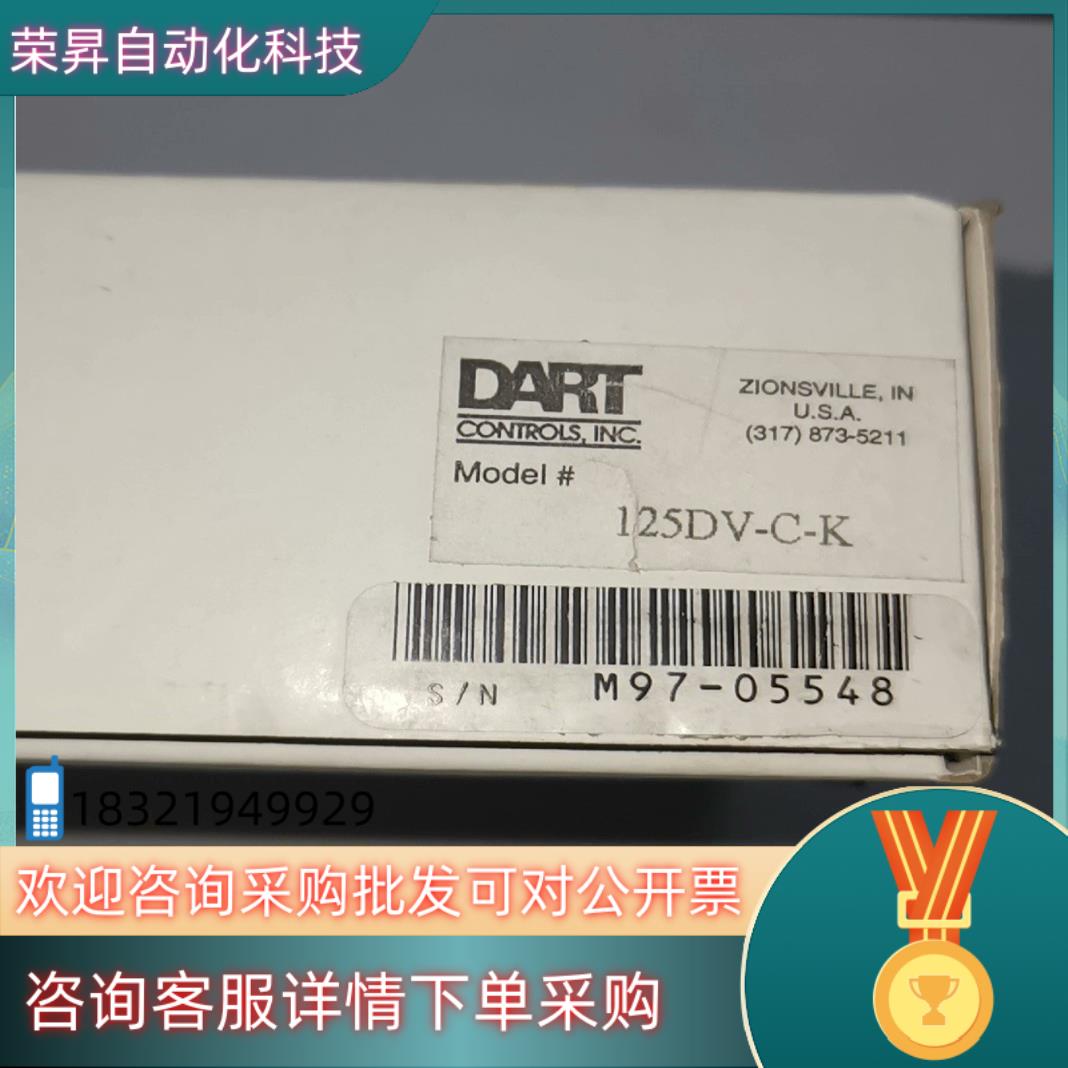 荣昇自动化科技
DART
CONTROLS, INC.
ZIONSVILLE, IN
U.S.A.
(317) 873-5211
Model #
125DV-C-K
S/N M97-05548
18321949929
欢迎咨询采购批发可对公开票
咨询客服详情下单采购